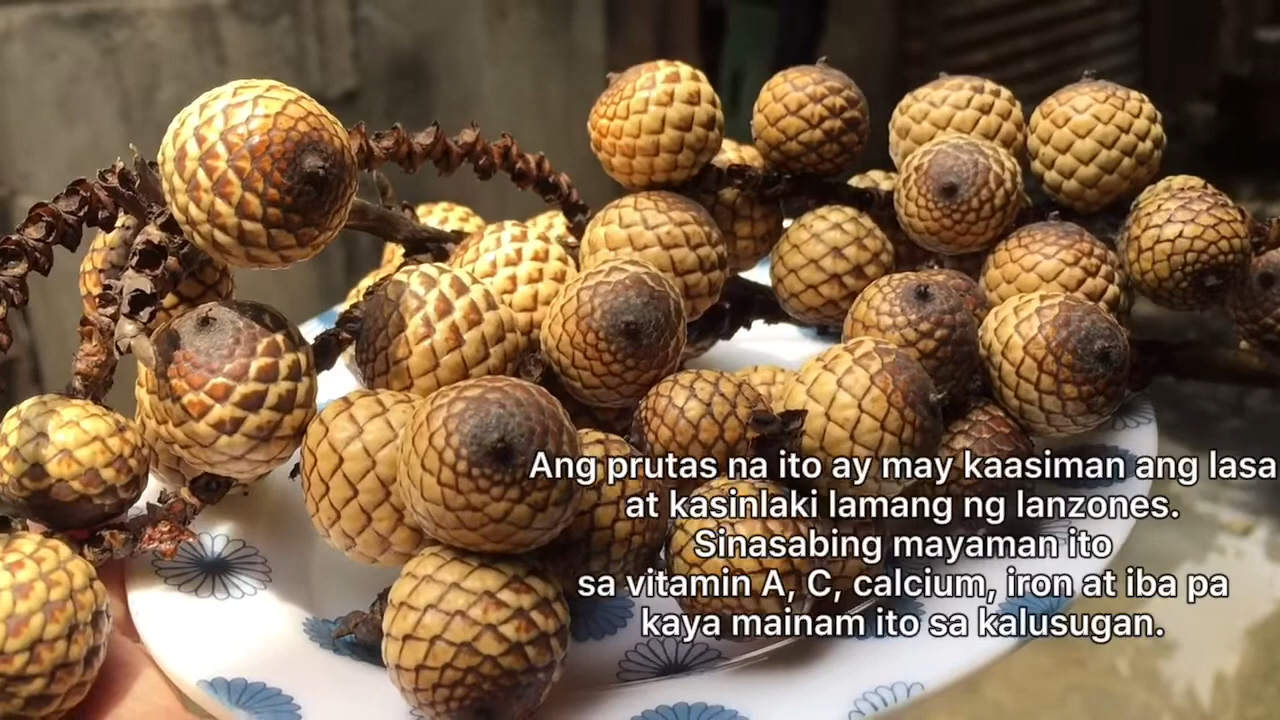 Ang prutas na ito ay may kaasiman ang lasa
at kasinlaki lamang ng lanzones.
Sinasabing mayaman ito
sa vitamin A, C, calcium, iron at iba pa
kaya mainam ito sa kalusugan.